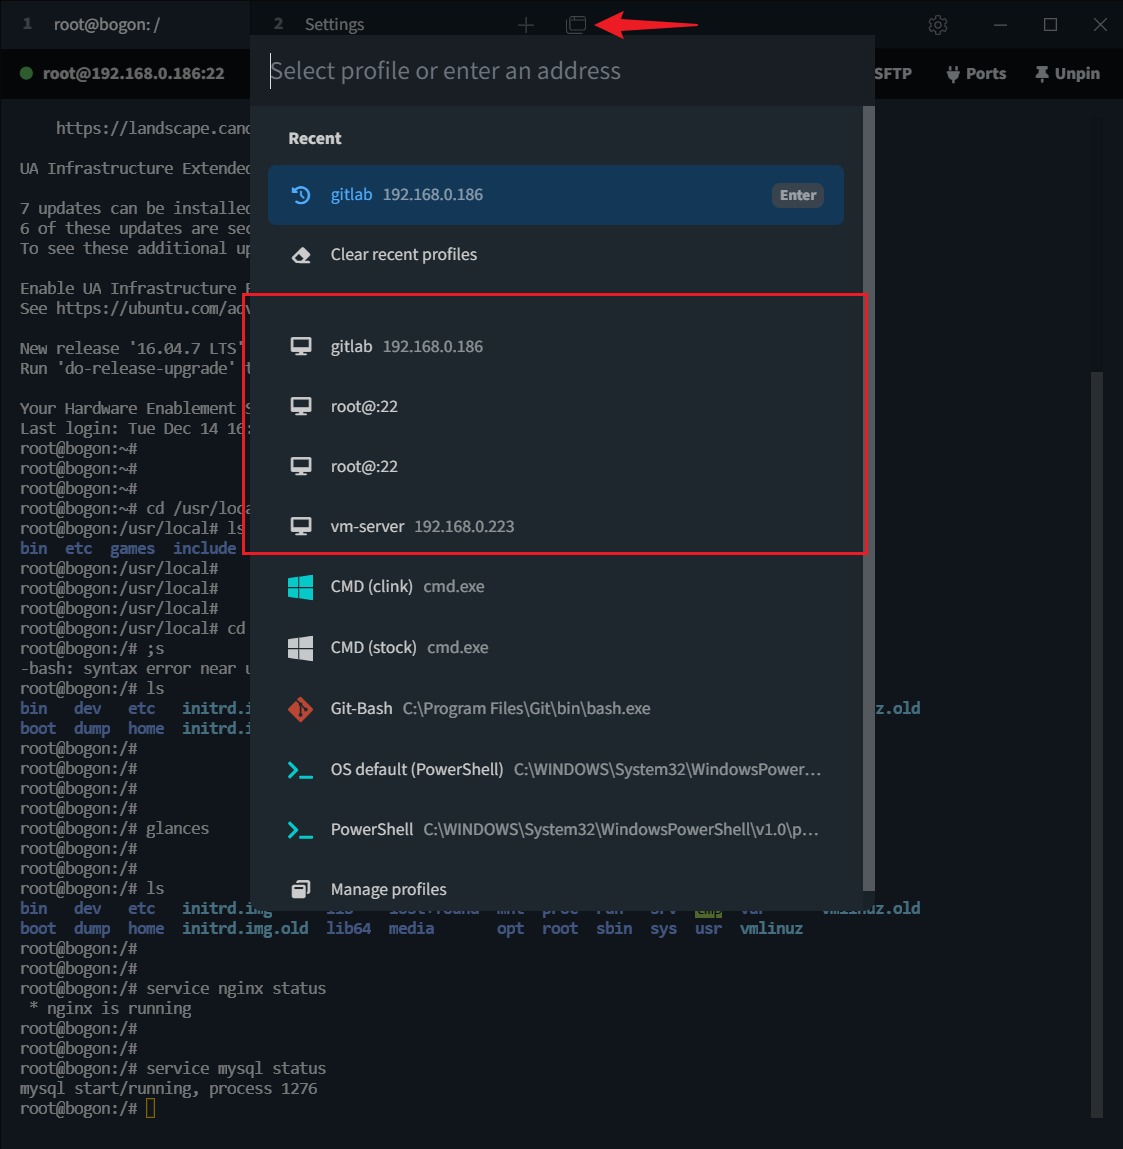 1 root@bogon: / 2 Settings
root@192.168.0.186:22 SFTP Ports Unpin
Select profile or enter an address
https://landscape.cano
Recent
UA Infrastructure Extended
gitlab 192.168.0.186 Enter
7 updates can be installed
6 of these updates are sec
To see these additional up
Clear recent profiles
Enable UA Infrastructure
See https://ubuntu.com/adv
New release '16.04.7 LTS'
Run 'do-release-upgrade' t
gitlab 192.168.0.186
Your Hardware Enablement S
root@:22
Last login: Tue Dec 14 16:
root@bogon:~#
root@bogon:~#
root@:22
root@bogon:~#
root@bogon:~# cd /usr/loca
root@bogon:/usr/local# ls
vm-server 192.168.0.223
bin etc games include
root@bogon:/usr/local#
root@bogon:/usr/local#
CMD (clink) cmd.exe
root@bogon:/usr/local#
root@bogon:/usr/local# cd
root@bogon:/# ;s
CMD (stock) cmd.exe
-bash: syntax error near u
root@bogon:/# ls
bin dev etc initrd.i z.old
Git-Bash C:\Program Files\Git\bin\bash.exe
boot dump home initrd.i
root@bogon:/#
root@bogon:/#
OS default (PowerShell) C:\WINDOWS\System32\WindowsPower...
root@bogon:/#
root@bogon:/#
root@bogon:/# glances
PowerShell C:\WINDOWS\System32\WindowsPowerShell\v1.0\p...
root@bogon:/#
root@bogon:/#
root@bogon:/# ls
Manage profiles
bin dev etc initrd.img lib lost+found mnt proc run srv tmp var vmlinuz.old
boot dump home initrd.img.old lib64 media opt root sbin sys usr vmlinuz
root@bogon:/#
root@bogon:/#
root@bogon:/# service nginx status
* nginx is running
root@bogon:/#
root@bogon:/#
root@bogon:/# service mysql status
mysql start/running, process 1276
root@bogon:/#